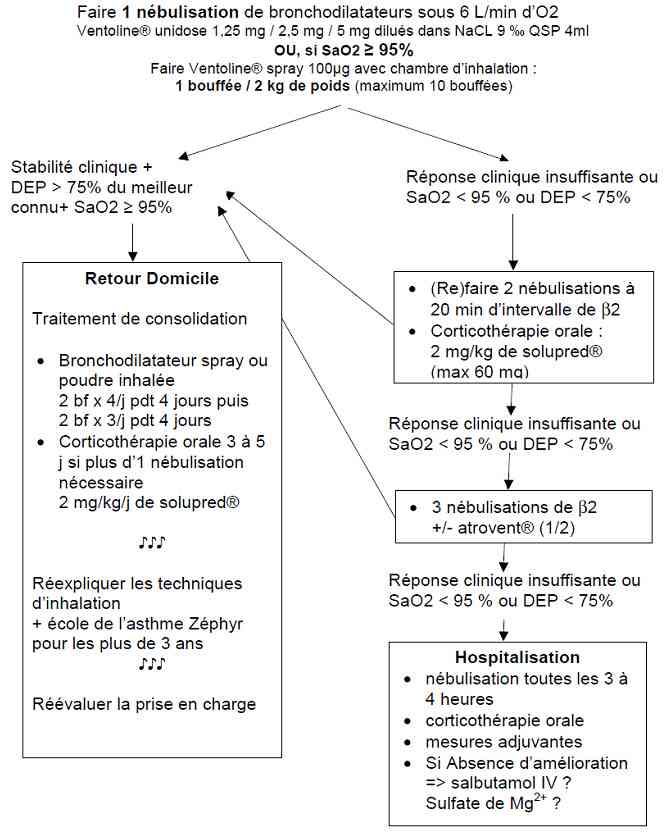 Faire 1 nébulisation de bronchodilatateurs sous 6 L/min d’O2
Ventoline® unidose 1,25 mg / 2,5 mg / 5 mg dilués dans NaCL 9 ‰ QSP 4ml
OU, si SaO2 ≥ 95%
Faire Ventoline® spray 100µg avec chambre d’inhalation :
1 bouffée / 2 kg de poids (maximum 10 bouffées)
Stabilité clinique +
DEP > 75% du meilleur
connu+ SaO2 ≥ 95%
Retour Domicile
Traitement de consolidation
• Bronchodilatateur spray ou
poudre inhalée
2 bf x 4/j pdt 4 jours puis
2 bf x 3/j pdt 4 jours
• Corticothérapie orale 3 à 5
j si plus d’1 nébulisation
nécessaire
2 mg/kg/j de solupred®
♪♪♪
Réexpliquer les techniques
d’inhalation
+ école de l’asthme Zéphyr
pour les plus de 3 ans
♪♪♪
Réévaluer la prise en charge
Réponse clinique insuffisante ou
SaO2 < 95 % ou DEP < 75%
• (Re)faire 2 nébulisations à
20 min d’intervalle de β2
• Corticothérapie orale :
2 mg/kg de solupred®
(max 60 mg)
Réponse clinique insuffisante ou
SaO2 < 95 % ou DEP < 75%
• 3 nébulisations de β2
+/- atrovent® (1/2)
Réponse clinique insuffisante ou
SaO2 < 95 % ou DEP < 75%
Hospitalisation
• nébulisation toutes les 3 à
4 heures
• corticothérapie orale
• mesures adjuvantes
• Si Absence d’amélioration
=> salbutamol IV ?
Sulfate de Mg²⁺ ?